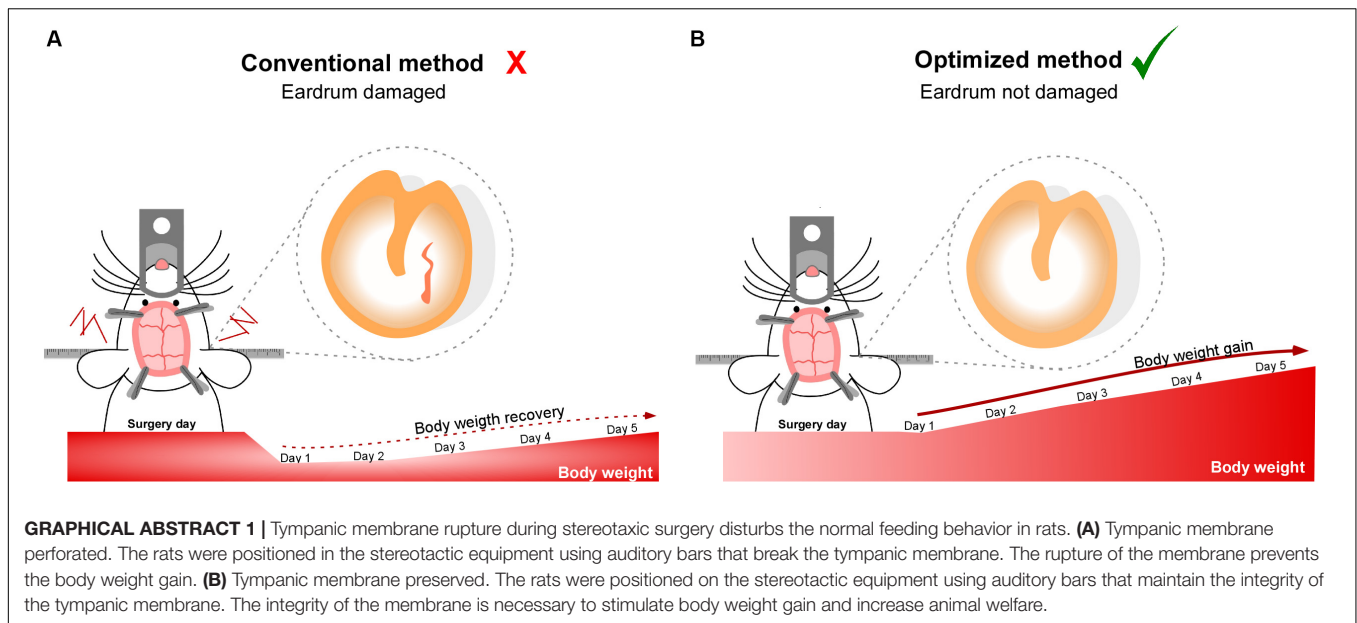 A
Conventional method X
Eardrum damaged
Surgery day
Day 1
Day 2
Day 3
Day 4
Day 5
Body weigth recovery
Body weight
B
Optimized method
Eardrum not damaged
Surgery day
Day 1
Day 2
Day 3
Day 4
Day 5
Body weight gain
Body weight
GRAPHICAL ABSTRACT 1 | Tympanic membrane rupture during stereotaxic surgery disturbs the normal feeding behavior in rats. (A) Tympanic membrane
perforated. The rats were positioned in the stereotactic equipment using auditory bars that break the tympanic membrane. The rupture of the membrane prevents
the body weight gain. (B) Tympanic membrane preserved. The rats were positioned on the stereotactic equipment using auditory bars that maintain the integrity of
the tympanic membrane. The integrity of the membrane is necessary to stimulate body weight gain and increase animal welfare.